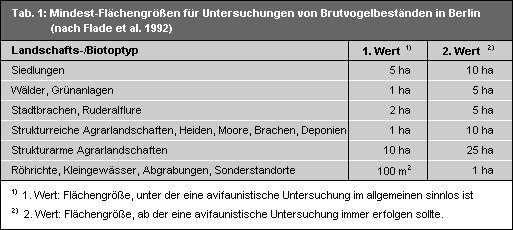 Tab. 1: Mindest-Flächengrößen für Untersuchungen von Brutvogelbeständen in Berlin
(nach Flade et al. 1992)
Landschafts-/Biotoptyp 1. Wert 1) 2. Wert 2)
Siedlungen 5 ha 10 ha
Wälder, Grünanlagen 1 ha 5 ha
Stadtbrachen, Ruderalflure 2 ha 5 ha
Strukturreiche Agrarlandschaften, Heiden, Moore, Brachen, Deponien 1 ha 10 ha
Strukturarme Agrarlandschaften 10 ha 25 ha
Röhrichte, Kleingewässer, Abgrabungen, Sonderstandorte 100 m² 1 ha
1) 1. Wert: Flächengröße, unter der eine avifaunistische Untersuchung im allgemeinen sinnlos ist
2) 2. Wert: Flächengröße, ab der eine avifaunistische Untersuchung immer erfolgen sollte.